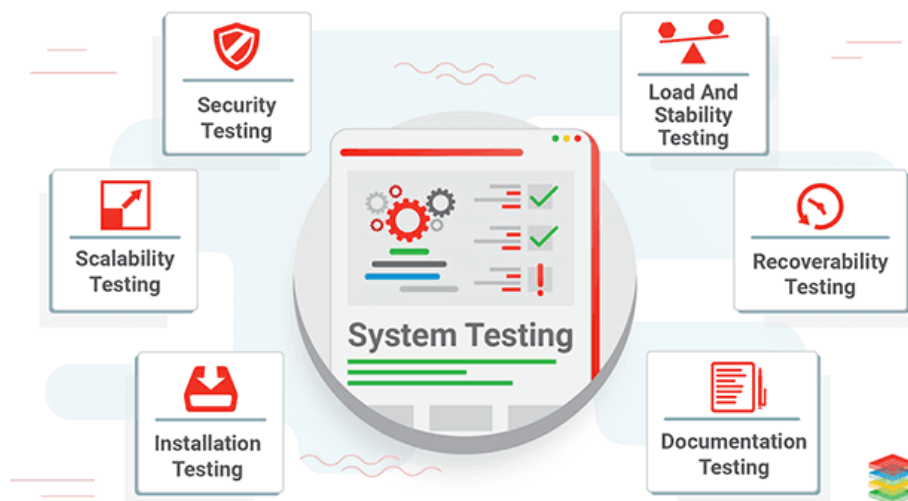 Security
Testing
Load And
Stability
Testing
Scalability
Testing
Recoverability
Testing
System Testing
Installation
Testing
Documentation
Testing